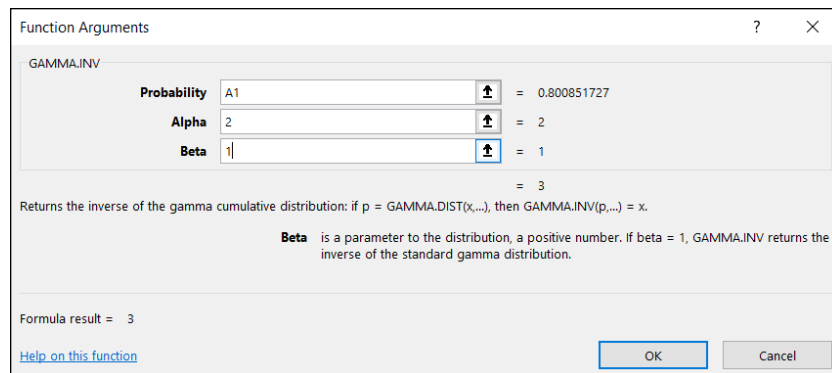 Function Arguments ?
GAMMA.INV
Probability A1 = 0.800851727
Alpha 2 = 2
Beta 1 = 1
= 3
Returns the inverse of the gamma cumulative distribution: if p = GAMMA.DIST(x,...), then GAMMA.INV(p,...) = x.
Beta is a parameter to the distribution, a positive number. If beta = 1, GAMMA.INV returns the
inverse of the standard gamma distribution.
Formula result = 3
Help on this function OK Cancel